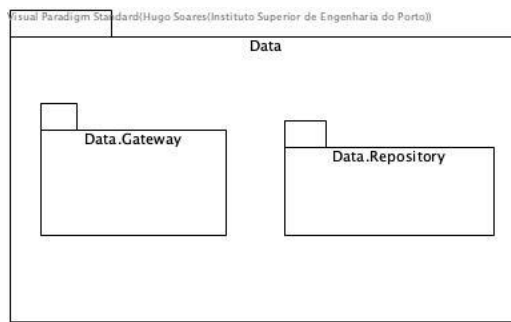 Visual Paradigm Standard(Hugo Soares(Instituto Superior de Engenharia do Porto))
Data
Data.Gateway
Data.Repository